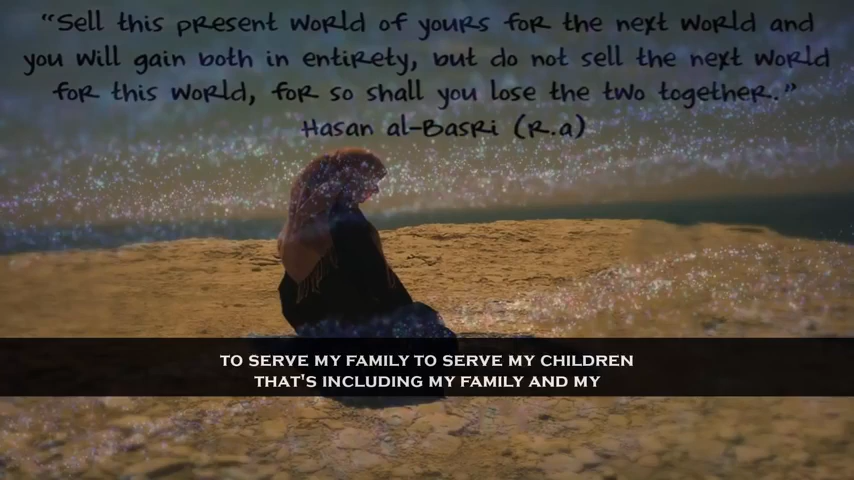 “Sell this present world of yours for the next world and
you will gain both in entirety, but do not sell the next world
for this world, for so shall you lose the two together.”
Hasan al-Basri (r.a)
TO SERVE MY FAMILY TO SERVE MY CHILDREN
THAT'S INCLUDING MY FAMILY AND MY